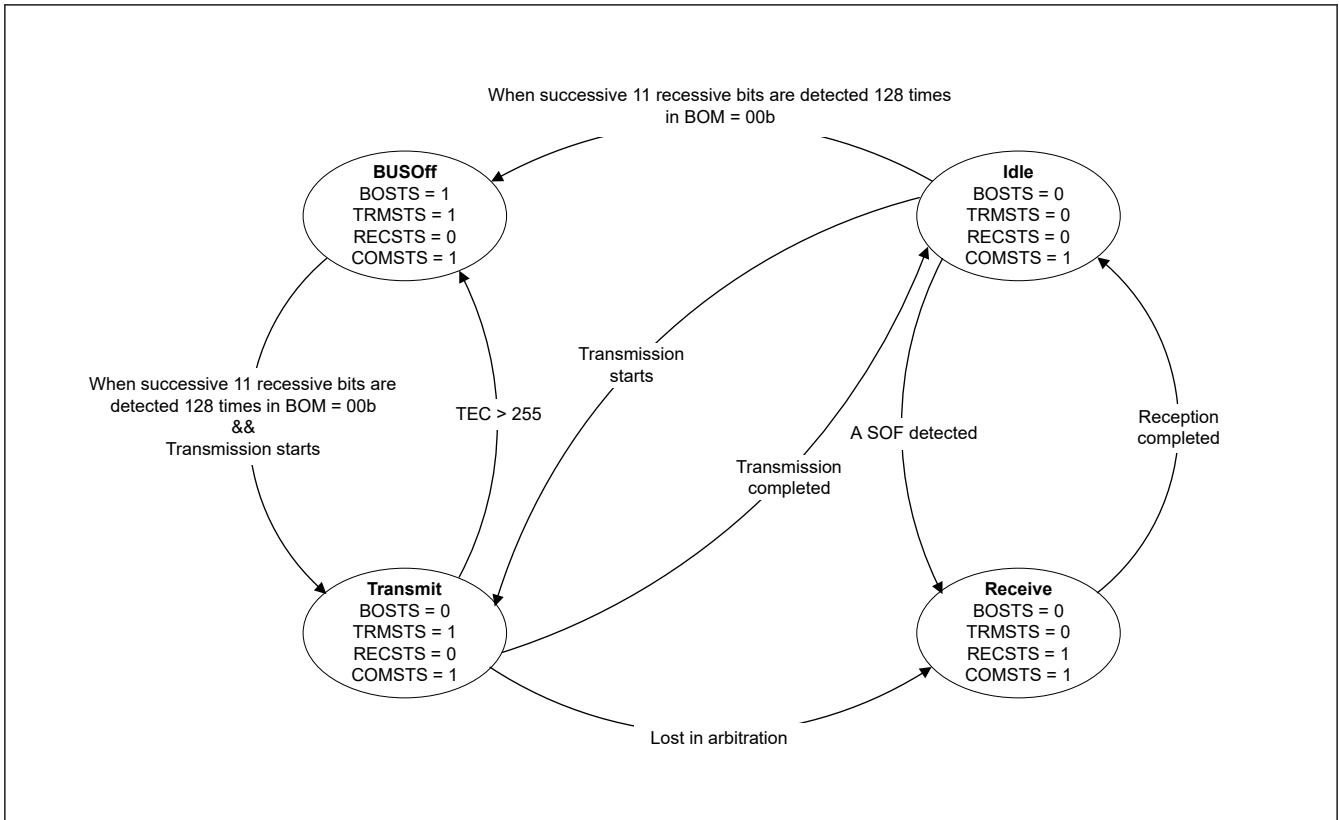 When successive 11 recessive bits are detected 128 times
in BOM = 00b
BUSOff
BOSTS = 1
TRMSTS = 1
RECSTS = 0
COMSTS = 1
Idle
BOSTS = 0
TRMSTS = 0
RECSTS = 0
COMSTS = 1
When successive 11 recessive bits are
detected 128 times in BOM = 00b
&&
Transmission starts
TEC > 255
Transmission
starts
Transmission
completed
A SOF detected
Reception
completed
Transmit
BOSTS = 0
TRMSTS = 1
RECSTS = 0
COMSTS = 1
Receive
BOSTS = 0
TRMSTS = 0
RECSTS = 1
COMSTS = 1
Lost in arbitration